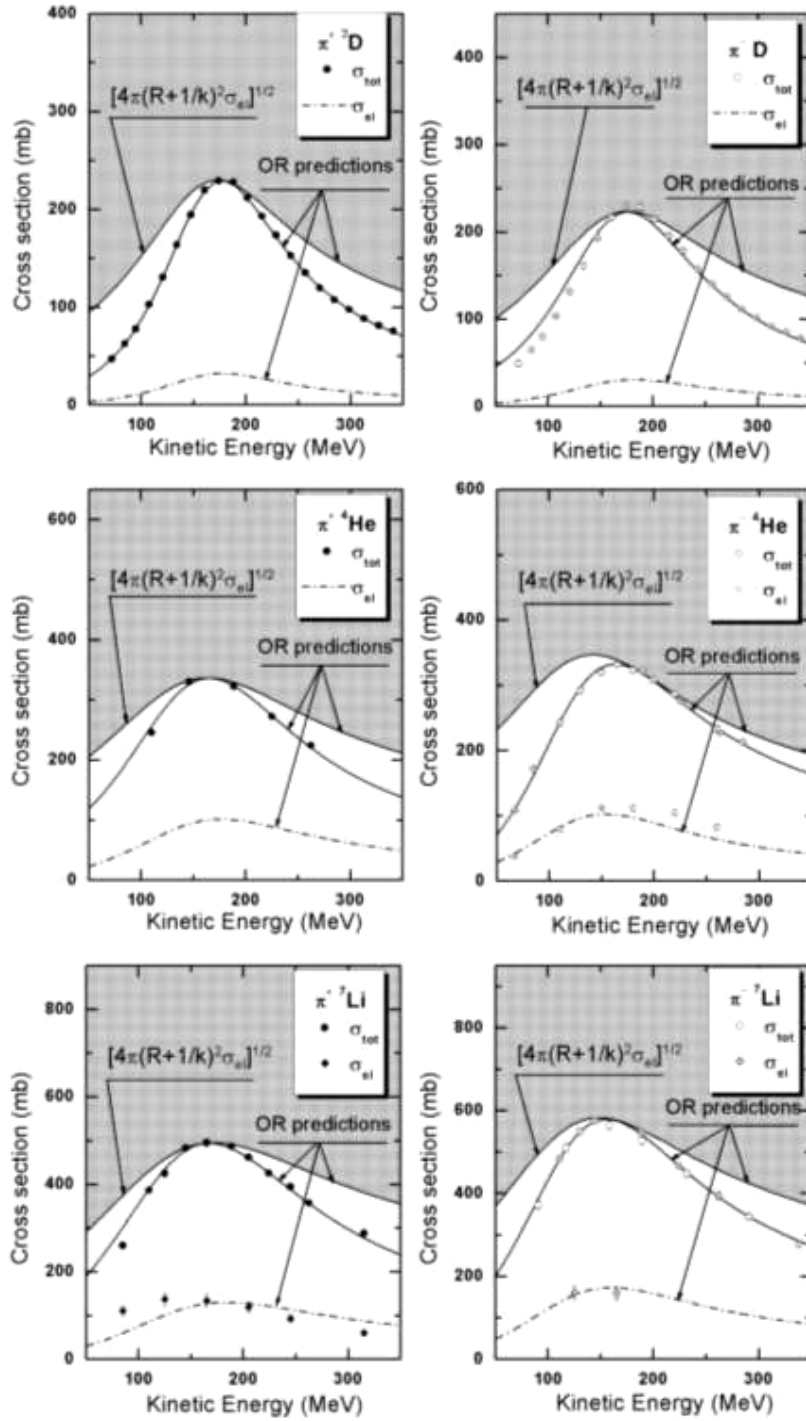 400
300
200
100
0
100
200
300
Cross section (mb)
Kinetic Energy (MeV)
π⁺ ²D
σtot
σel
[4π(R+1/k)²σel]^1/2
OR predictions
400
300
200
100
0
100
200
300
Cross section (mb)
Kinetic Energy (MeV)
D
σtot
σel
[4π(R+1/k)²σel]^1/2
OR predictions
600
400
200
0
100
200
300
Cross section (mb)
Kinetic Energy (MeV)
π⁺ ⁴He
σtot
σel
[4π(R+1/k)²σel]^1/2
OR predictions
600
400
200
0
100
200
300
Cross section (mb)
Kinetic Energy (MeV)
π⁻ ⁴He
σtot
σel
[4π(R+1/k)²σel]^1/2
OR predictions
800
600
400
200
0
100
200
300
Cross section (mb)
Kinetic Energy (MeV)
π⁺ ⁷Li
σtot
σel
[4π(R+1/k)²σel]^1/2
OR predictions
800
600
400
200
0
100
200
300
Cross section (mb)
Kinetic Energy (MeV)
π⁻ ⁷Li
σtot
σel
[4π(R+1/k)²σel]^1/2
OR predictions